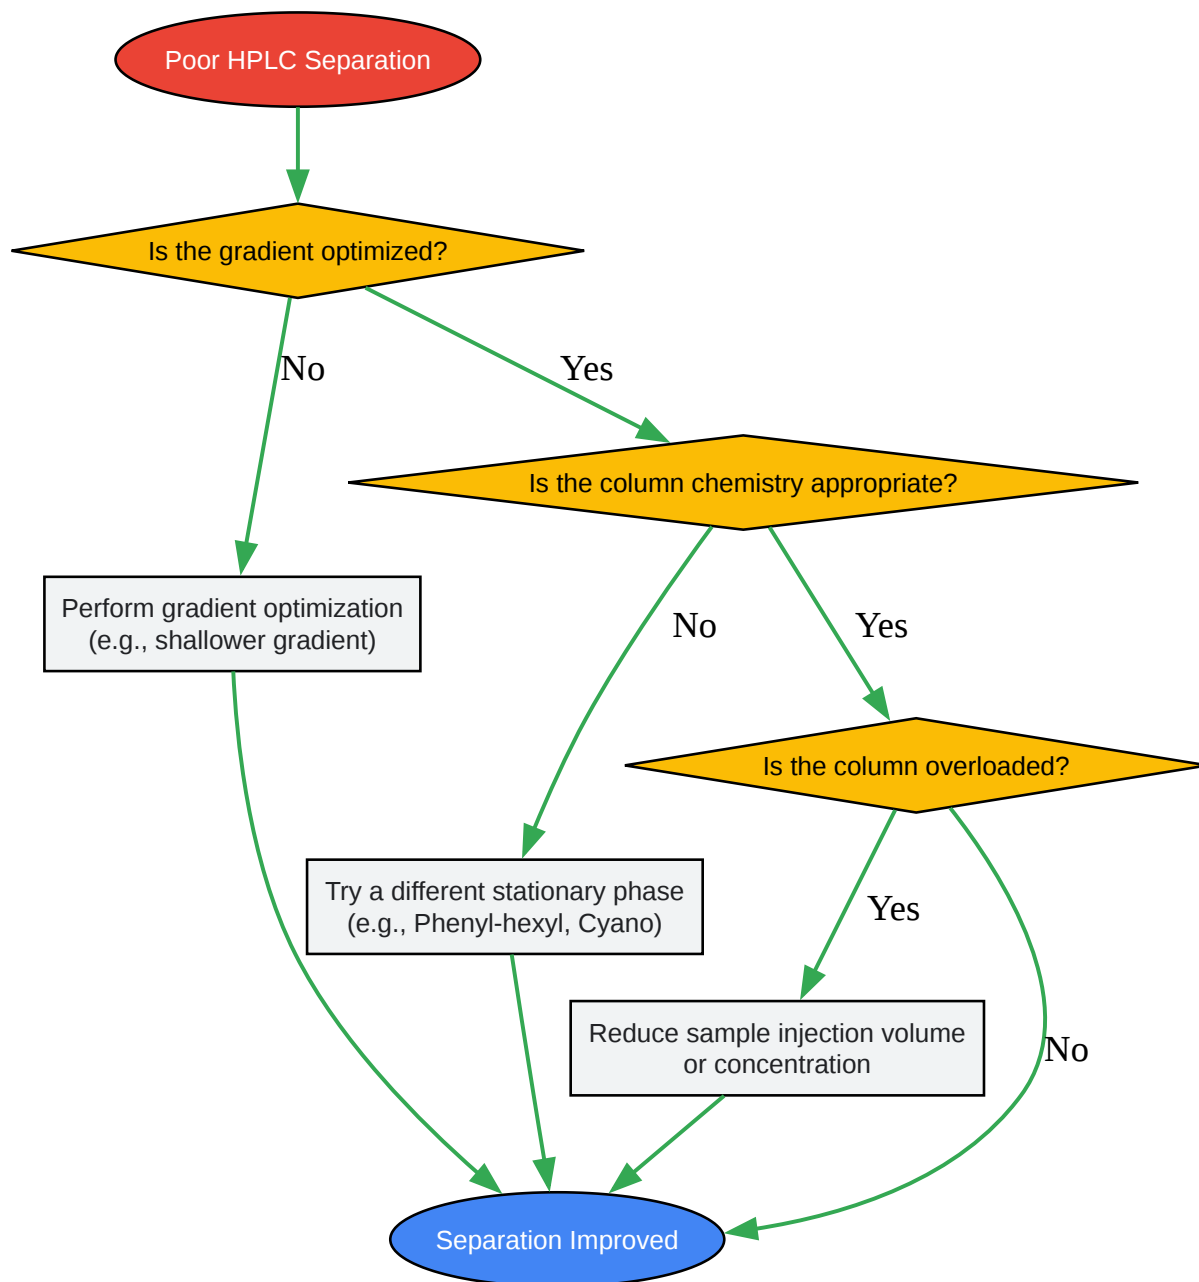 Poor HPLC Separation
Is the gradient optimized?
No
Yes
Is the column chemistry appropriate?
Perform gradient optimization
(e.g., shallower gradient)
No
Yes
Is the column overloaded?
Try a different stationary phase
(e.g., Phenyl-hexyl, Cyano)
Yes
Reduce sample injection volume
or concentration
No
Separation Improved